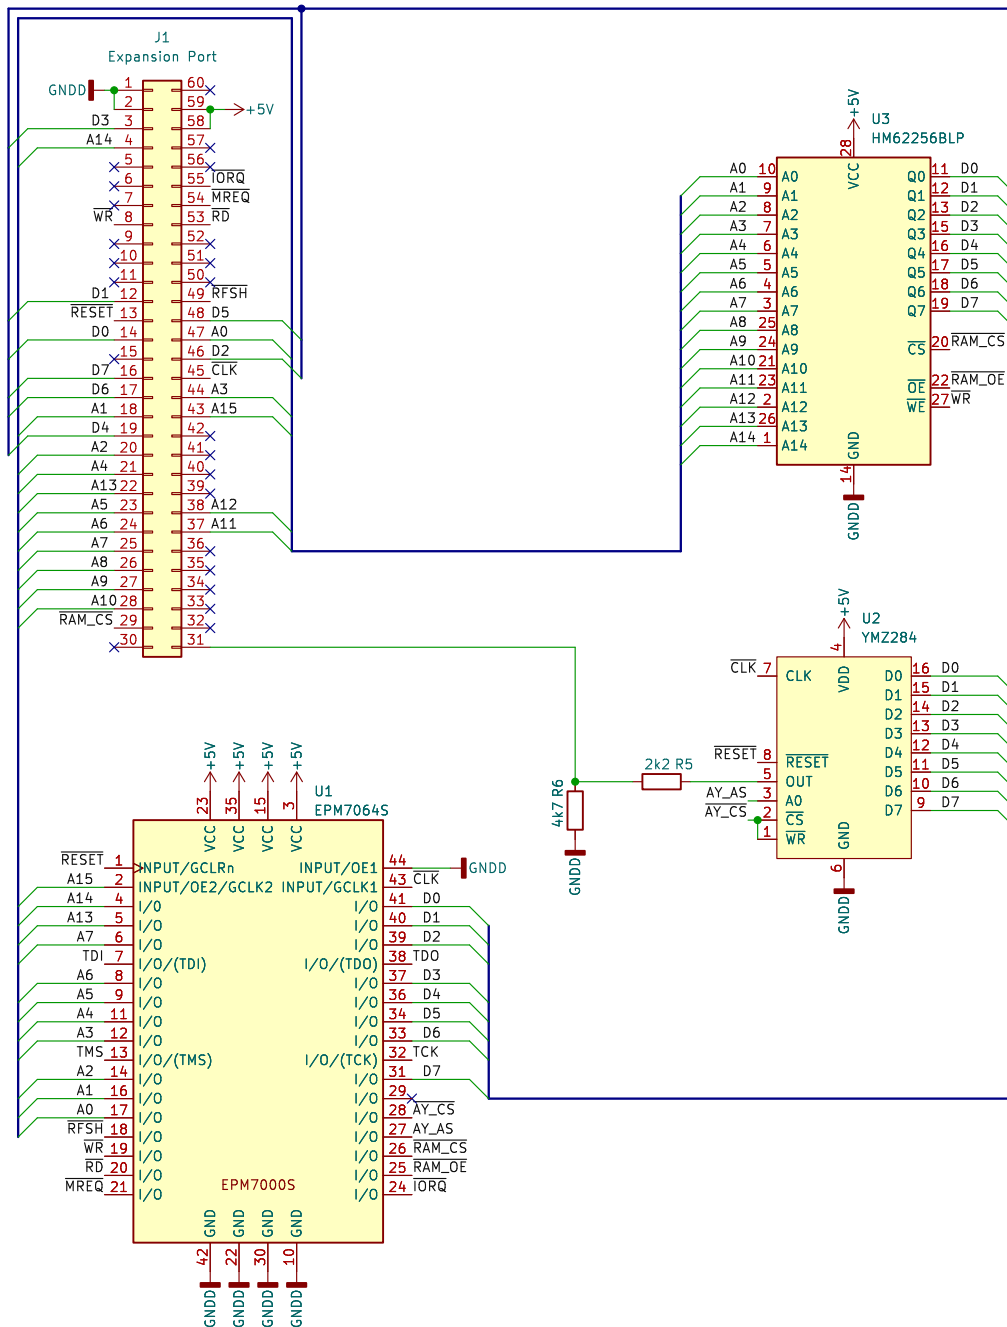 J1
Expansion Port
GNDD
1 60
2 59
+5V
D3 3 58
A14 4 57
5 56
6 55 IORQ
7 54 MREQ
WR 8 53 RD
9 52
10 51
11 50
D1 12 49 RFSH
RESET 13 48 D5
D0 14 47 A0
15 46 D2
D7 16 45 CLK
D6 17 44 A3
A1 18 43 A15
D4 19 42
A2 20 41
A4 21 40
A13 22 39
A5 23 38 A12
A6 24 37 A11
A7 25 36
A8 26 35
A9 27 34
A10 28 33
RAM_CS 29 32
30 31
+5V
U3
HM62256BLP
28
VCC
A0 10 A0 Q0 11 D0
A1 9 A1 Q1 12 D1
A2 8 A2 Q2 13 D2
A3 7 A3 Q3 15 D3
A4 6 A4 Q4 16 D4
A5 5 A5 Q5 17 D5
A6 4 A6 Q6 18 D6
A7 3 A7 Q7 19 D7
A8 25 A8
A9 24 A9 CS 20 RAM_CS
A10 21 A10
A11 23 A11 OE 22 RAM_OE
A12 2 A12 WE 27 WR
A13 26 A13
A14 1 A14
GND
14
GNDD
+5V
U2
YMZ284
4
VDD
CLK 7 CLK D0 16 D0
D1 15 D1
D2 14 D2
D3 13 D3
RESET 8 RESET D4 12 D4
2k2 R5
5 OUT D5 11 D5
AY_AS 3 A0 D6 10 D6
AY_CS 2 CS D7 9 D7
1 WR
GND
6
GNDD
4k7 R6
GNDD
+5V +5V +5V +5V
U1
EPM7064S
23 35 15 3
VCC VCC VCC VCC
RESET 1 INPUT/GCLRn INPUT/OE1 44 GNDD
A15 2 INPUT/OE2/GCLK2 INPUT/GCLK1 43 CLK
A14 4 I/O I/O 41 D0
A13 5 I/O I/O 40 D1
A7 6 I/O I/O 39 D2
TDI 7 I/O/(TDI) I/O/(TDO) 38 TDO
A6 8 I/O I/O 37 D3
A5 9 I/O I/O 36 D4
A4 11 I/O I/O 34 D5
A3 12 I/O I/O 33 D6
TMS 13 I/O/(TMS) I/O/(TCK) 32 TCK
A2 14 I/O I/O 31 D7
A1 16 I/O I/O 29
A0 17 I/O I/O 28 AY_CS
RFSH 18 I/O I/O 27 AY_AS
WR 19 I/O I/O 26 RAM_CS
RD 20 I/O I/O 25 RAM_OE
MREQ 21 I/O I/O 24 IORQ
EPM7000S
GND GND GND GND
42 22 30 10
GNDD GNDD GNDD GNDD